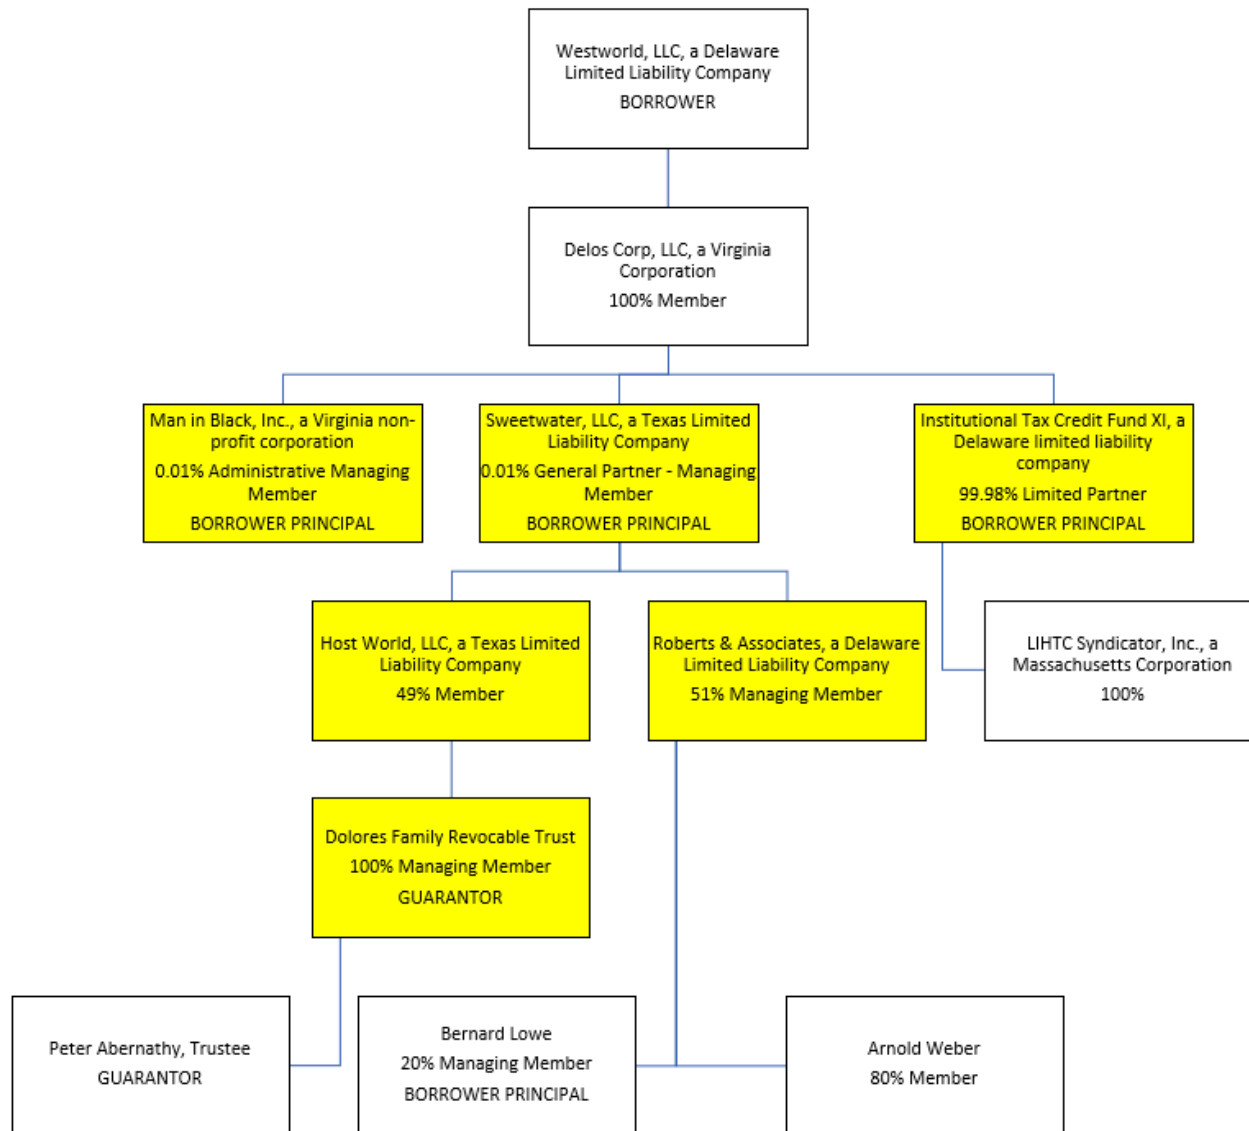 Westworld, LLC, a Delaware
Limited Liability Company
BORROWER
Delos Corp, LLC, a Virginia
Corporation
100% Member
Man in Black, Inc., a Virginia non-
profit corporation
0.01% Administrative Managing
Member
BORROWER PRINCIPAL
Sweetwater, LLC, a Texas Limited
Liability Company
0.01% General Partner - Managing
Member
BORROWER PRINCIPAL
Institutional Tax Credit Fund XI, a
Delaware limited liability
company
99.98% Limited Partner
BORROWER PRINCIPAL
Host World, LLC, a Texas Limited
Liability Company
49% Member
Roberts & Associates, a Delaware
Limited Liability Company
51% Managing Member
LIHTC Syndicator, Inc., a
Massachusetts Corporation
100%
Dolores Family Revocable Trust
100% Managing Member
GUARANTOR
Peter Abernathy, Trustee
GUARANTOR
Bernard Lowe
20% Managing Member
BORROWER PRINCIPAL
Arnold Weber
80% Member